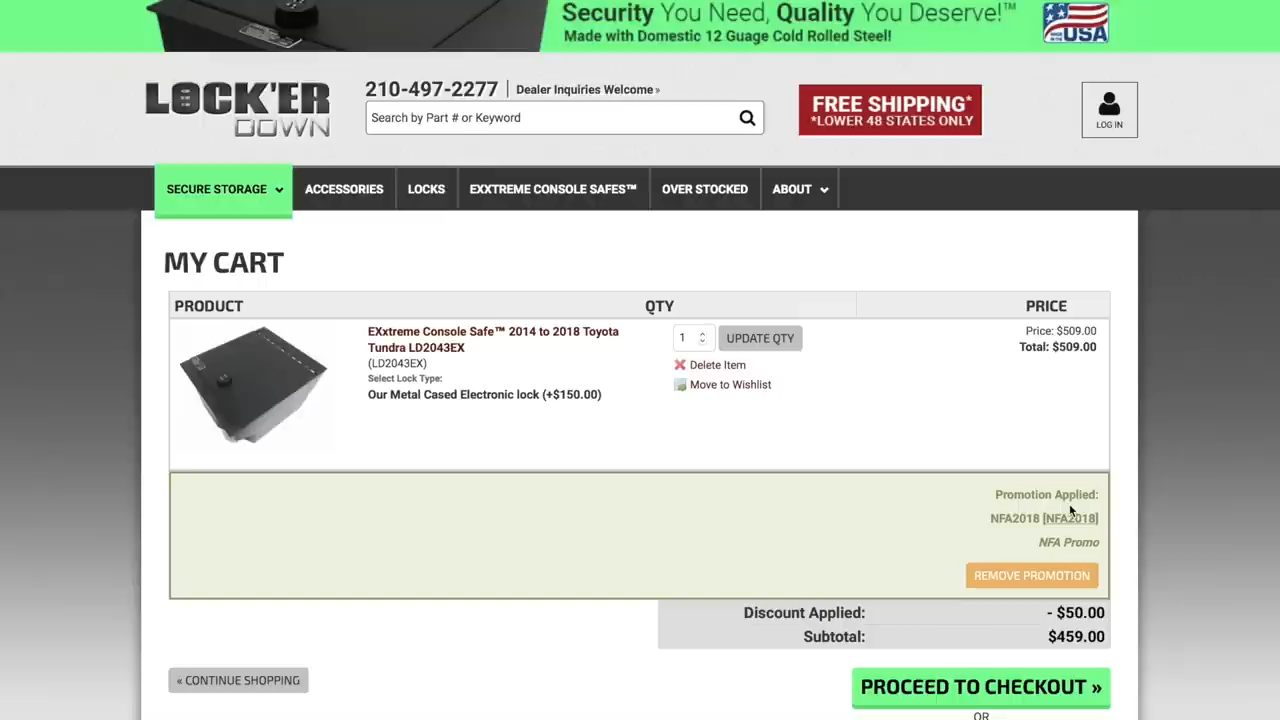 Security You Need, Quality You Deserve!™
Made with Domestic 12 Guage Cold Rolled Steel!
MADE IN THE USA
LOCK'ER DOWN
210-497-2277 | Dealer Inquiries Welcome »
Search by Part # or Keyword
FREE SHIPPING*
*LOWER 48 STATES ONLY
LOG IN
SECURE STORAGE
ACCESSORIES
LOCKS
EXXTREME CONSOLE SAFES™
OVER STOCKED
ABOUT
MY CART
PRODUCT QTY PRICE
EXxtreme Console Safe™ 2014 to 2018 Toyota
Tundra LD2043EX
(LD2043EX)
Select Lock Type:
Our Metal Cased Electronic lock (+$150.00)
1 UPDATE QTY
Delete Item
Move to Wishlist
Price: $509.00
Total: $509.00
Promotion Applied:
NFA2018 [NFA2018]
NFA Promo
REMOVE PROMOTION
Discount Applied: - $50.00
Subtotal: $459.00
« CONTINUE SHOPPING
PROCEED TO CHECKOUT »
OR